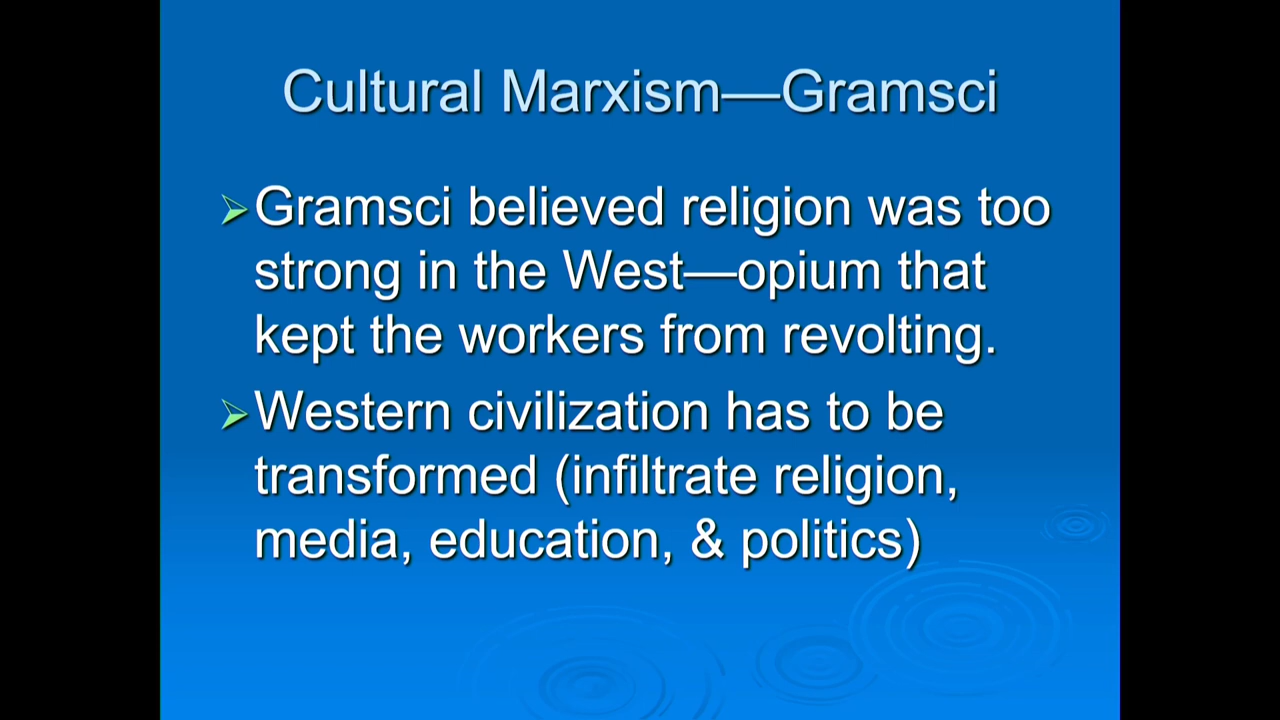 Cultural Marxism—Gramsci
Gramsci believed religion was too
strong in the West—opium that
kept the workers from revolting.
Western civilization has to be
transformed (infiltrate religion,
media, education, & politics)